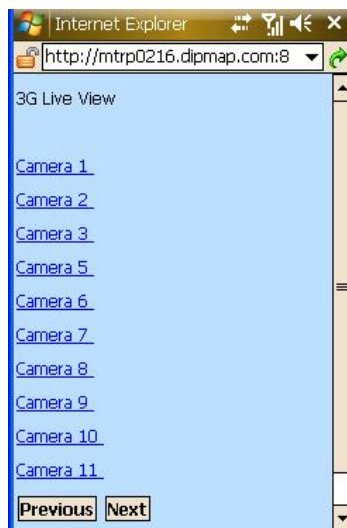 Internet Explorer
http://mtrp0216.dipmap.com:8
3G Live View
Camera 1
Camera 2
Camera 3
Camera 5
Camera 6
Camera 7
Camera 8
Camera 9
Camera 10
Camera 11
Previous Next